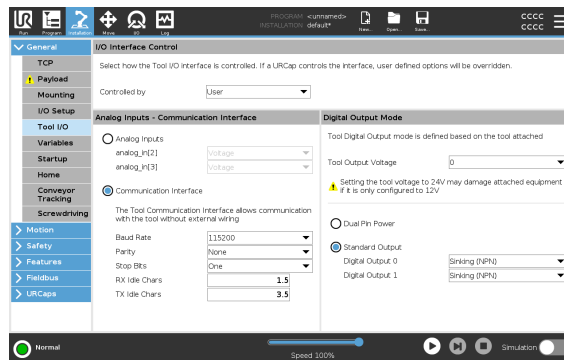 PROGRAM <unnamed>
INSTALLATION default*
Run Program Installation Move I/O Log New... Open... Save...
CCCC
CCCC
General
TCP
Payload
Mounting
I/O Setup
Tool I/O
Variables
Startup
Home
Conveyor
Tracking
Screwdriving
Motion
Safety
Features
Fieldbus
URCaps
I/O Interface Control
Select how the Tool I/O interface is controlled. If a URCap controls the interface, user defined options will be overridden.
Controlled by User
Analog Inputs - Communication Interface
Analog Inputs
analog_in[2] Voltage
analog_in[3] Voltage
Communication Interface
The Tool Communication Interface allows communication
with the tool without external wiring
Baud Rate 115200
Parity None
Stop Bits One
RX Idle Chars 1.5
TX Idle Chars 3.5
Digital Output Mode
Tool Digital Output mode is defined based on the tool attached
Tool Output Voltage 0
Setting the tool voltage to 24V may damage attached equipment
if it is only configured to 12V
Dual Pin Power
Standard Output
Digital Output 0 Sinking (NPN)
Digital Output 1 Sinking (NPN)
Normal
Speed 100%
Simulation